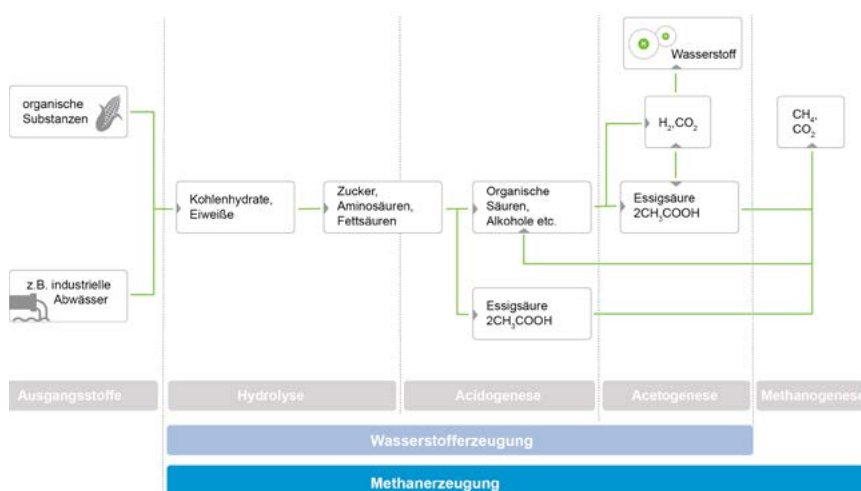 Wasserstoff
organische
Substanzen
H₂,CO₂
CH₄,
CO₂
Kohlenhydrate,
Eiweiße
Zucker,
Aminosäuren,
Fettsäuren
Organische
Säuren,
Alkohole etc.
Essigsäure
2CH₃COOH
z.B. industrielle
Abwässer
Essigsäure
2CH₃COOH
Ausgangsstoffe
Hydrolyse
Acidogenese
Acetogenese
Methanogenese
Wasserstofferzeugung
Methanerzeugung